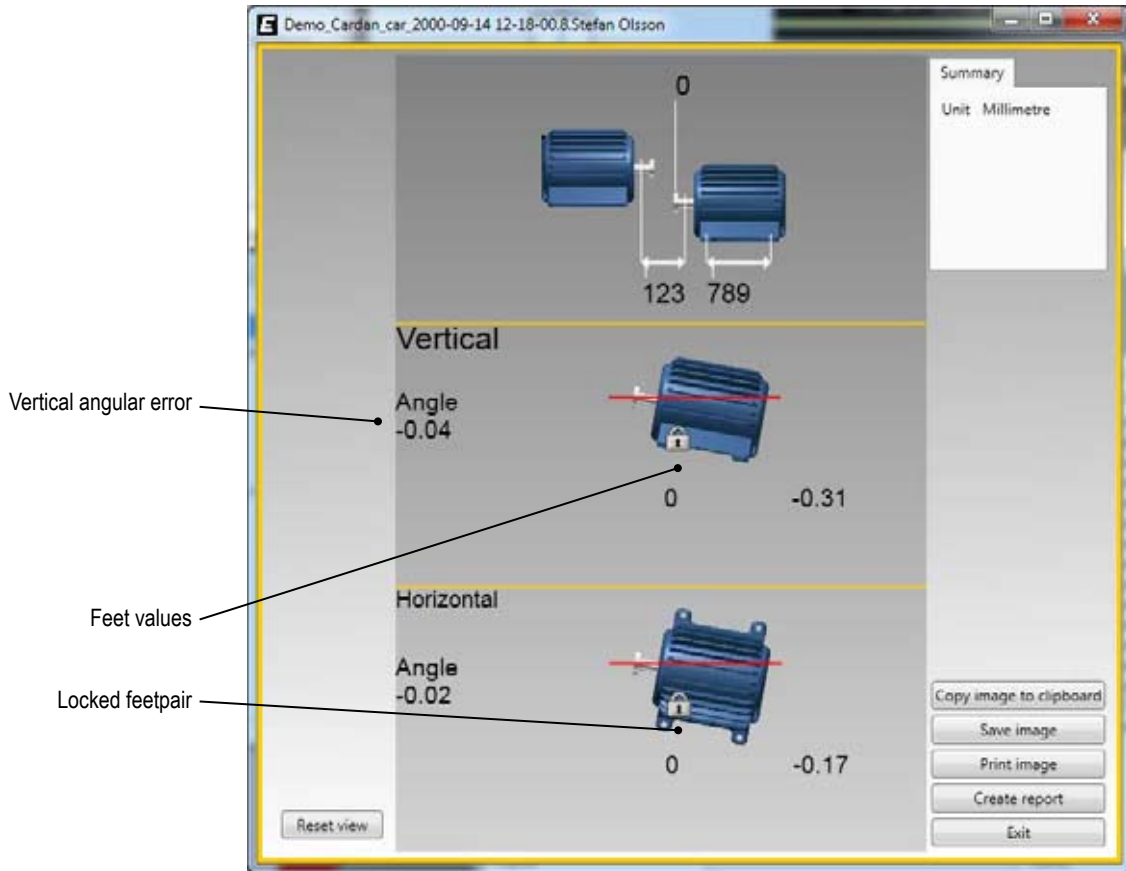 E Demo_Cardan_car_2000-09-14 12-18-00.8.Stefan Olsson
Summary
Unit Millimetre
0
123 789
Vertical
Angle
-0.04
0 -0.31
Horizontal
Angle
-0.02
0 -0.17
Vertical angular error
Feet values
Locked feetpair
Copy image to clipboard
Save image
Print image
Create report
Exit
Reset view